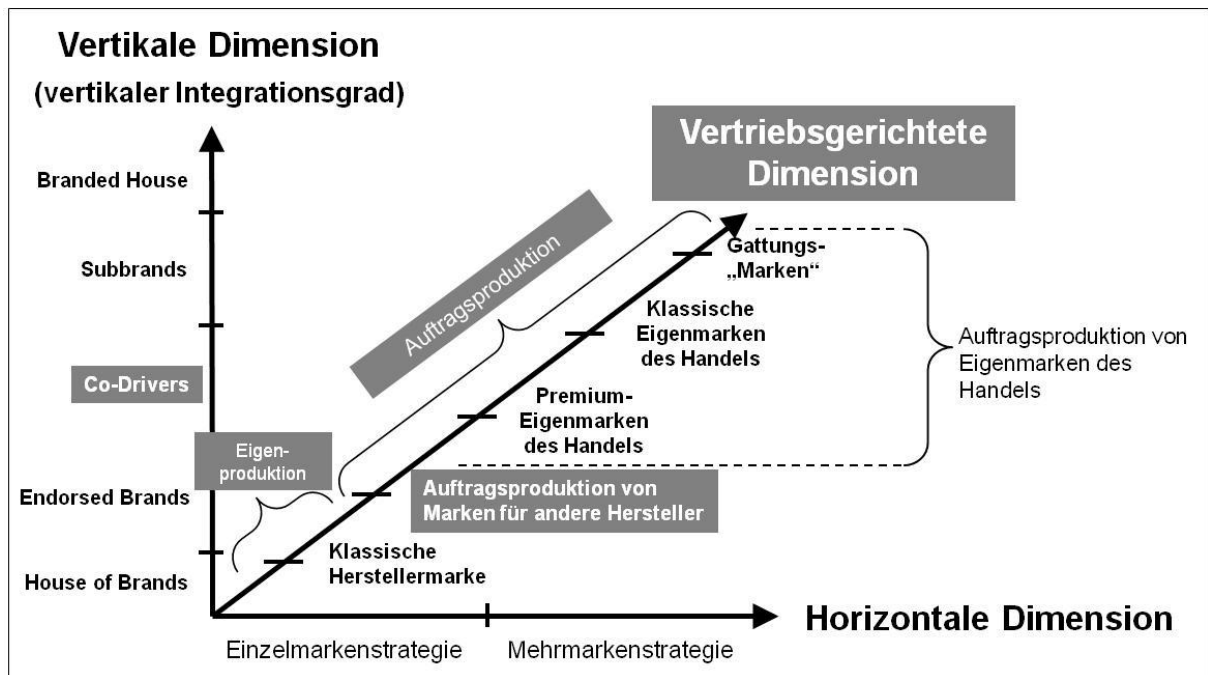 Vertikale Dimension
(vertikaler Integrationsgrad)
Vertriebsgerichtete
Dimension
Branded House
Subbrands
Co-Drivers
Endorsed Brands
House of Brands
Auftragsproduktion
Eigen-
produktion
Gattungs-
„Marken“
Klassische
Eigenmarken
des Handels
Premium-
Eigenmarken
des Handels
Auftragsproduktion von
Marken für andere Hersteller
Klassische
Herstellermarke
Auftragsproduktion von
Eigenmarken des
Handels
Horizontale Dimension
Einzelmarkenstrategie
Mehrmarkenstrategie